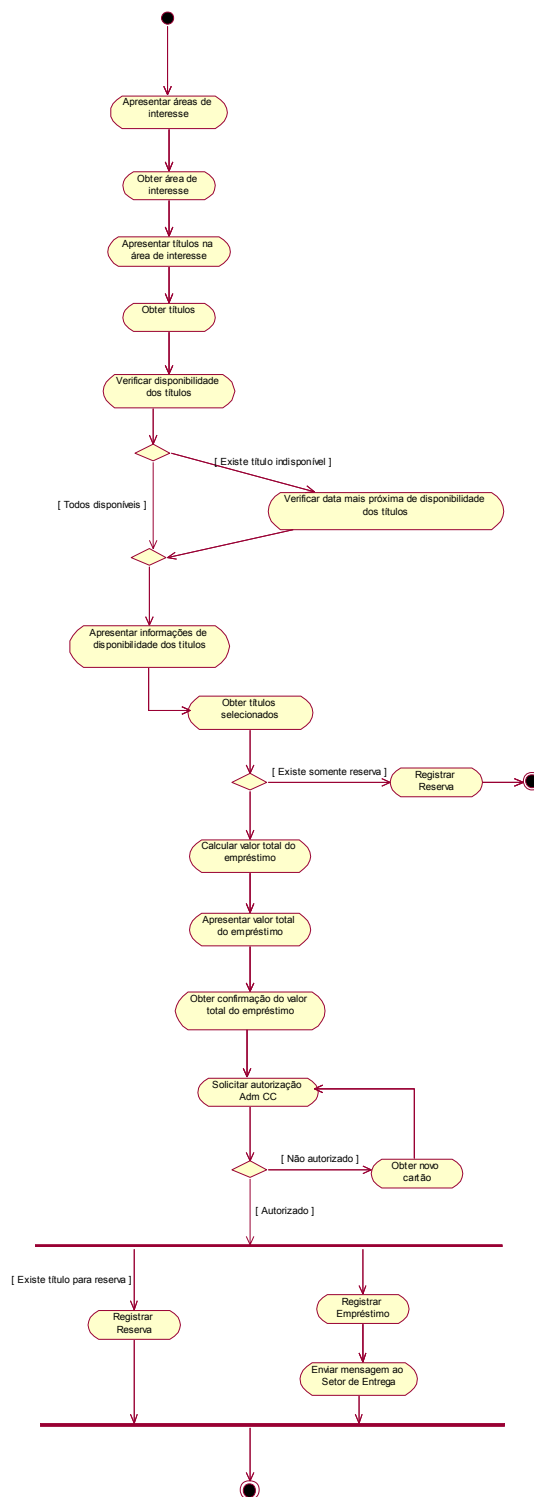 Apresentar áreas de
interesse
Obter área de
interesse
Apresentar títulos na
área de interesse
Obter títulos
Verificar disponibilidade
dos títulos
[ Existe título indisponível ]
[ Todos disponíveis ]
Verificar data mais próxima de disponibilidade
dos títulos
Apresentar informações de
disponibilidade dos titulos
Obter títulos
selecionados
[ Existe somente reserva ]
Registrar
Reserva
Calcular valor total do
empréstimo
Apresentar valor total
do empréstimo
Obter confirmação do valor
total do empréstimo
Solicitar autorização
Adm CC
[ Não autorizado ]
Obter novo
cartão
[ Autorizado ]
[ Existe título para reserva ]
Registrar
Reserva
Registrar
Empréstimo
Enviar mensagem ao
Setor de Entrega